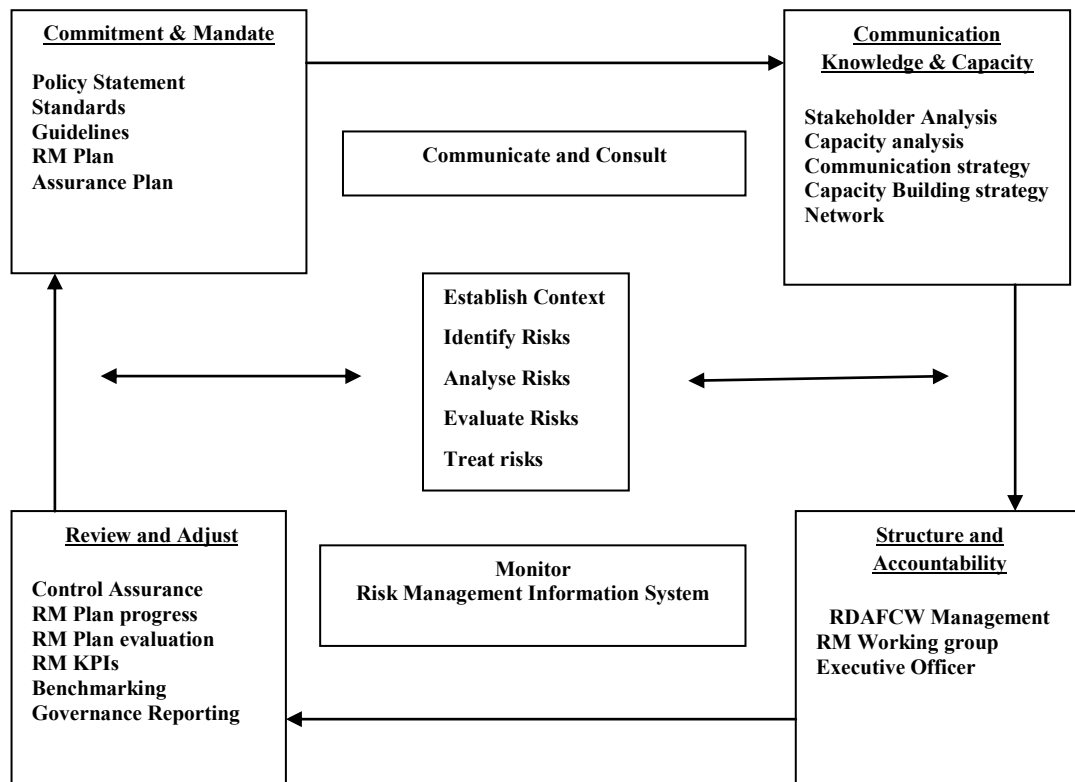 Commitment & Mandate
Policy Statement
Standards
Guidelines
RM Plan
Assurance Plan
Communication
Knowledge & Capacity
Stakeholder Analysis
Capacity analysis
Communication strategy
Capacity Building strategy
Network
Communicate and Consult
Establish Context
Identify Risks
Analyse Risks
Evaluate Risks
Treat risks
Review and Adjust
Control Assurance
RM Plan progress
RM Plan evaluation
RM KPIs
Benchmarking
Governance Reporting
Monitor
Risk Management Information System
Structure and
Accountability
RDAFCW Management
RM Working group
Executive Officer